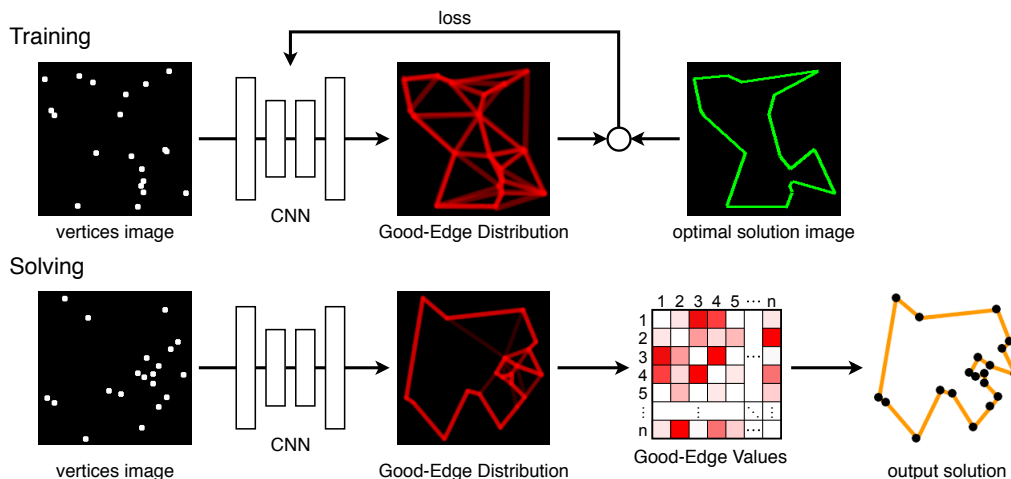 loss
Training
CNN
vertices image
Good-Edge Distribution
optimal solution image
Solving
1 2 3 4 5 ... n
1
2
3 ...
4
5
⋮ ⋮ ⋱ ⋮
n ...
CNN
vertices image
Good-Edge Distribution
Good-Edge Values
output solution